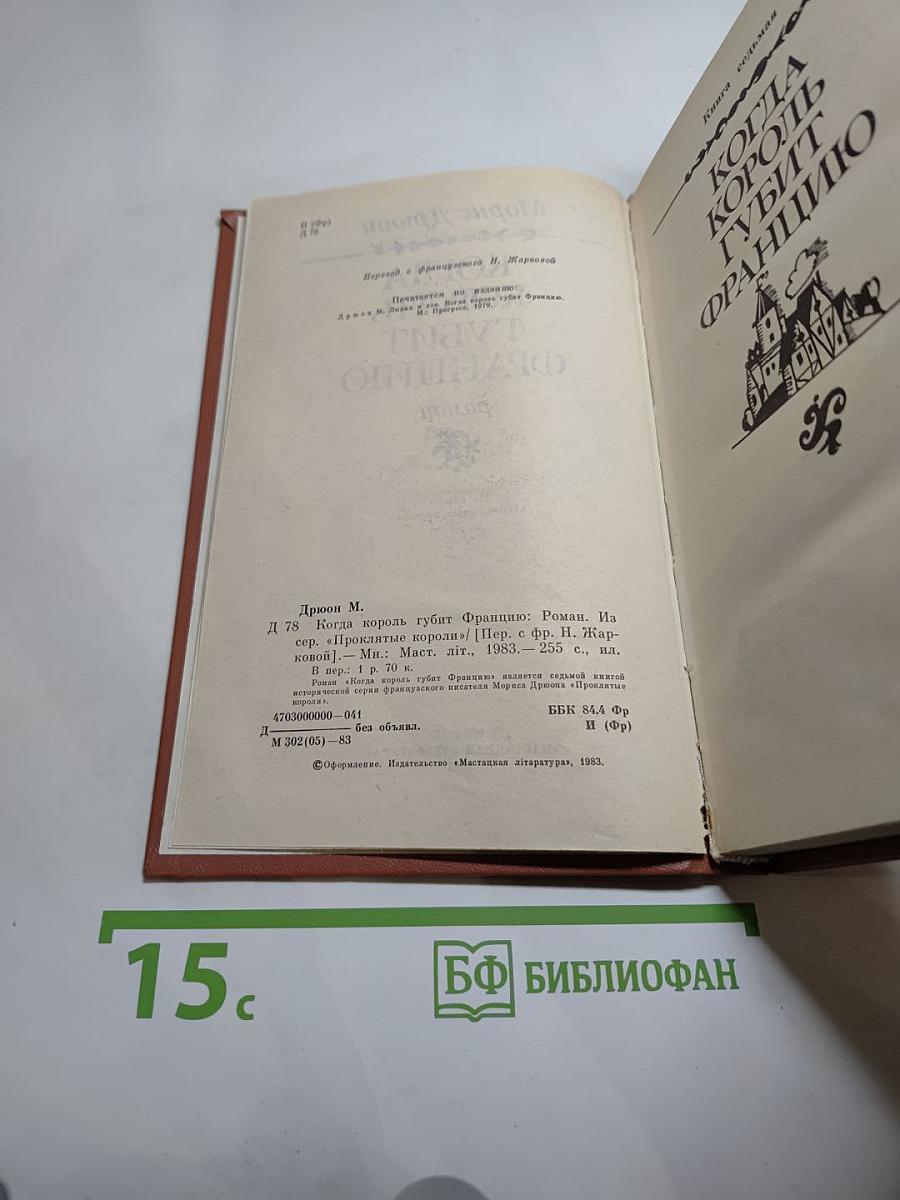 И (Фр)
Д 78
Перевод с французского Н. Жарковой
Печатается по изданию:
Дрюон М. Лилия и лев. Когда король губит Францию.
М.: Прогресс, 1979.
Дрюон М.
Д 78 Когда король губит Францию: Роман. Из
сер. «Проклятые короли»/ [Пер. с фр. Н. Жар-
ковой].— Мн.: Маст. літ., 1983.— 255 с., ил.
В пер.: 1 р. 70 к.
Роман «Когда король губит Францию» является седьмой книгой
исторической серии французского писателя Мориса Дрюона «Проклятые
короли».
4703000000—041
Д
без объявл.
М 302(05)—83
ББК 84.4 Фр
И (Фр)
©Оформление. Издательство «Мастацкая літаратура», 1983.
Книга седьмая
КОГДА
КОРОЛЬ
ГУБИТ
ФРАНЦИЮ
15 с
БФ БИБЛИОФАН